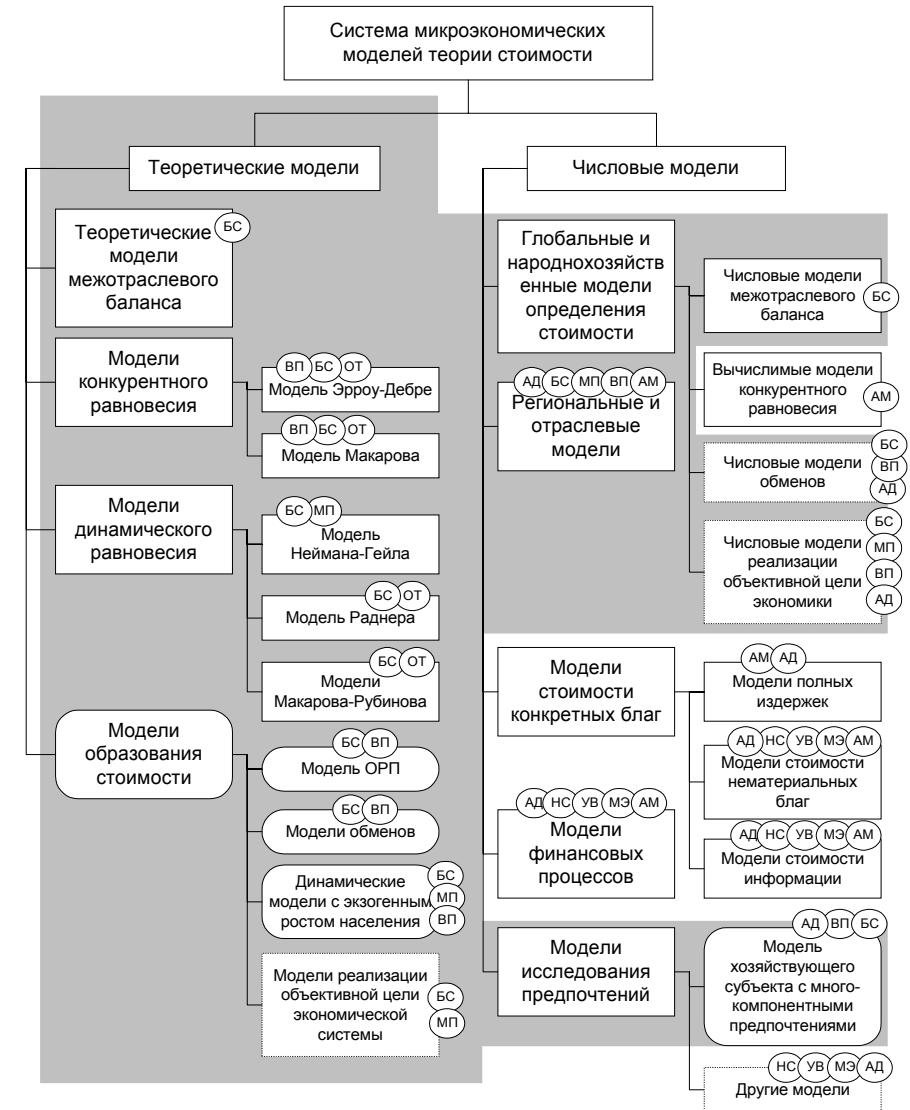 Система микроэкономических
моделей теории стоимости
Теоретические модели
Числовые модели
БС
Теоретические
модели
межотраслевого
баланса
Модели
конкурентного
равновесия
ВП БС ОТ
Модель Эрроу-Дебре
ВП БС ОТ
Модель Макарова
Модели
динамического
равновесия
БС МП
Модель
Неймана-Гейла
БС ОТ
Модель Раднера
БС ОТ
Модели
Макарова-Рубинова
Модели
образования
стоимости
БС ВП
Модель ОРП
БС ВП
Модели обменов
Динамические
модели с экзогенным
ростом населения
БС
МП
ВП
Модели реализации
объективной цели
экономической
системы
БС
МП
Глобальные и
народнохозяйств
енные модели
определения
стоимости
Числовые модели
межотраслевого
баланса
БС
Вычислимые модели
конкурентного
равновесия
АМ
Числовые модели
обменов
БС
ВП
АД
Числовые модели
реализации
объективной цели
экономики
БС
МП
ВП
АД
АД БС МП ВП АМ
Региональные и
отраслевые
модели
Модели
стоимости
конкретных благ
АМ АД
Модели полных
издержек
АД НС УВ МЭ АМ
Модели стоимости
нематериальных
благ
АД НС УВ МЭ АМ
Модели стоимости
информации
АД НС УВ МЭ АМ
Модели
финансовых
процессов
Модели
исследования
предпочтений
АД ВП БС
Модель
хозяйствующего
субъекта с много-
компонентными
предпочтениями
НС УВ МЭ АД
Другие модели